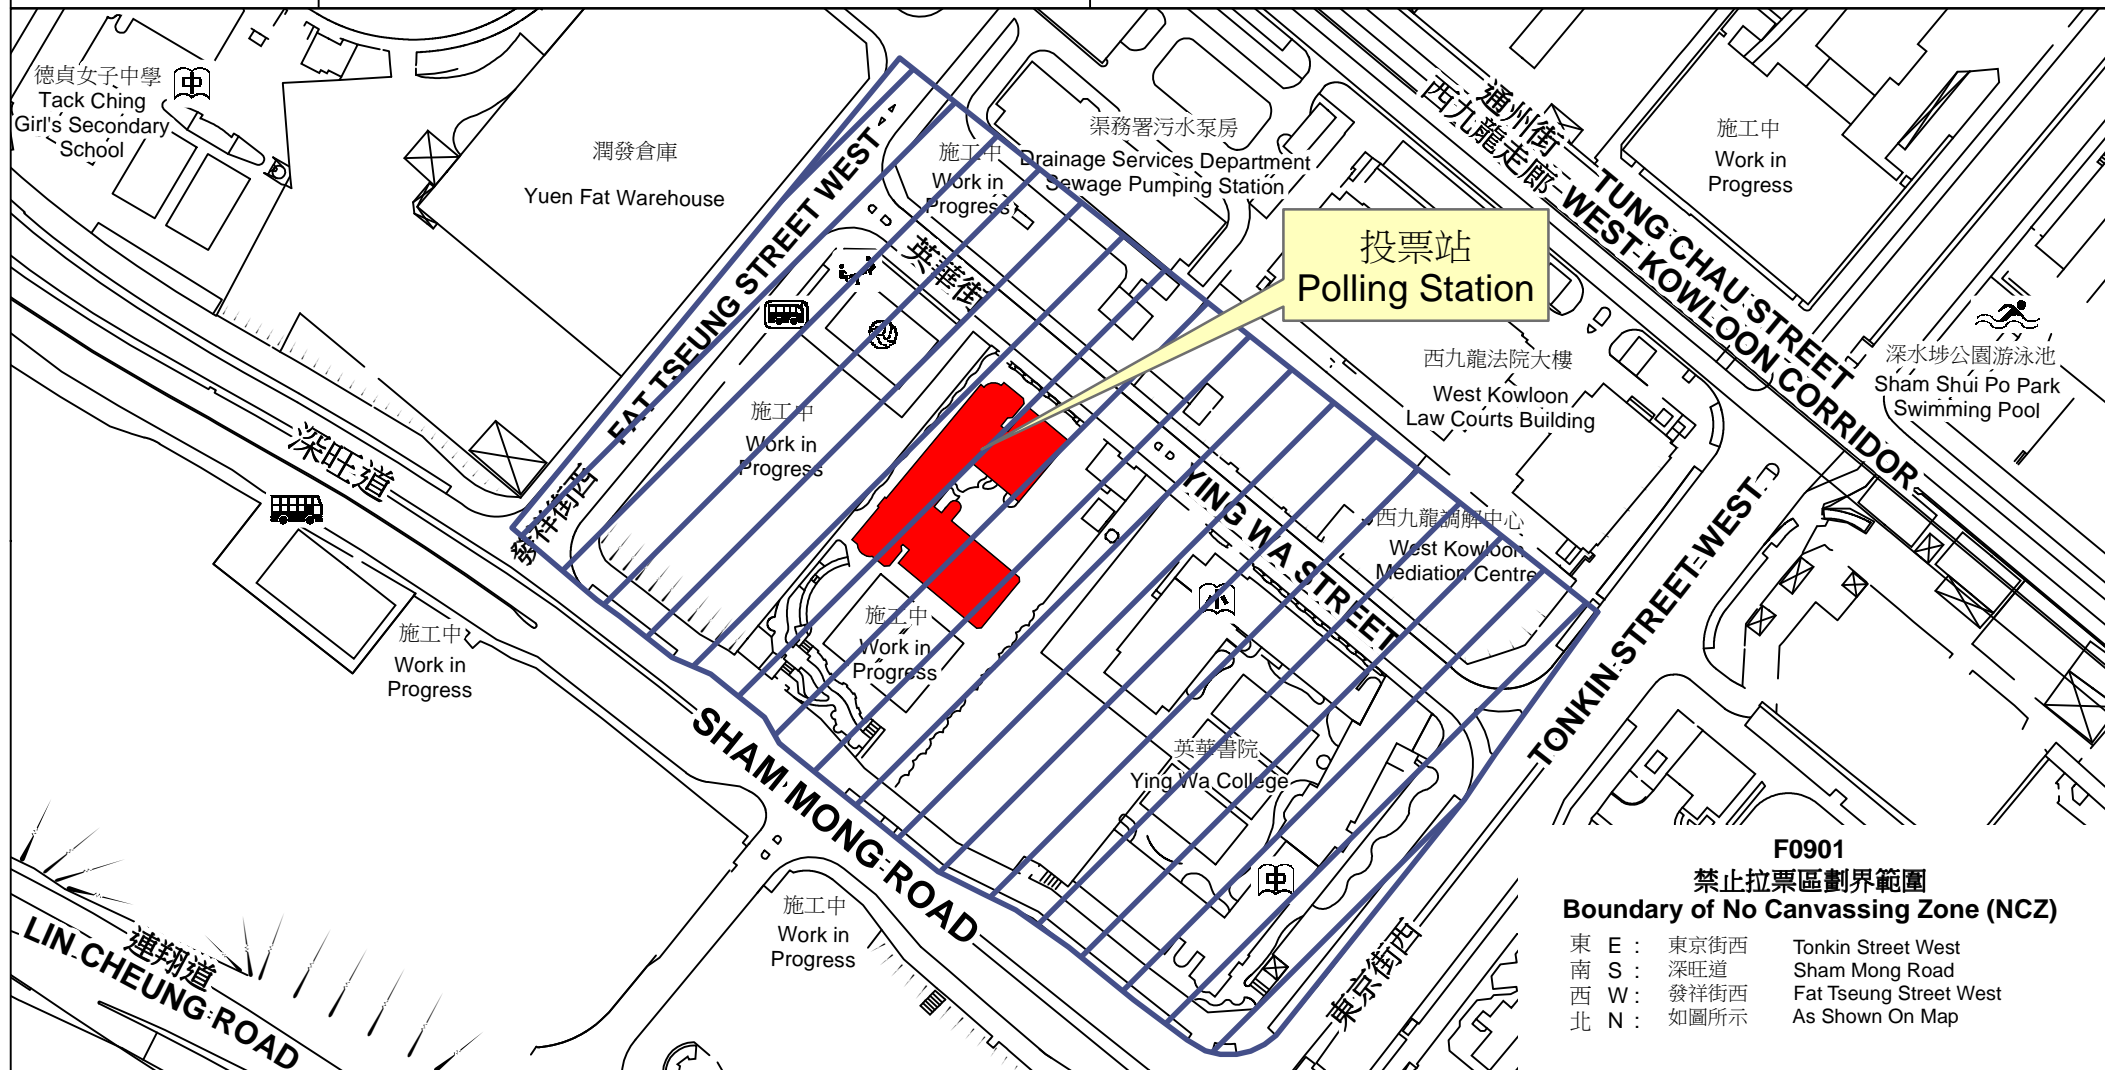 德貞女子中學
中
Tack Ching
Girl's Secondary
School
潤發倉庫
Yuen Fat Warehouse
FAT TSEUNG STREET WEST
發祥街西
施工中
Work in
Progress
渠務署污水泵房
Drainage Services Department
Sewage Pumping Station
通州街
西九龍走廊
TUNG CHAU STREET
WEST KOWLOON CORRIDOR
施工中
Work in
Progress
投票站
Polling Station
英華街
YING WA STREET
西九龍法院大樓
West Kowloon
Law Courts Building
深水埗公園游泳池
Sham Shui Po Park
Swimming Pool
施工中
Work in
Progress
深旺道
SHAM MONG ROAD
西九龍調解中心
West Kowloon
Mediation Centre
TONKIN STREET WEST
東京街西
施工中
Work in
Progress
施工中
Work in
Progress
英華書院
Ying Wa College
中
施工中
Work in
Progress
連翔道
LIN CHEUNG ROAD
F0901
禁止拉票區劃界範圍
Boundary of No Canvassing Zone (NCZ)
東 E : 東京街西 Tonkin Street West
南 S : 深旺道 Sham Mong Road
西 W : 發祥街西 Fat Tseung Street West
北 N : 如圖所示 As Shown On Map